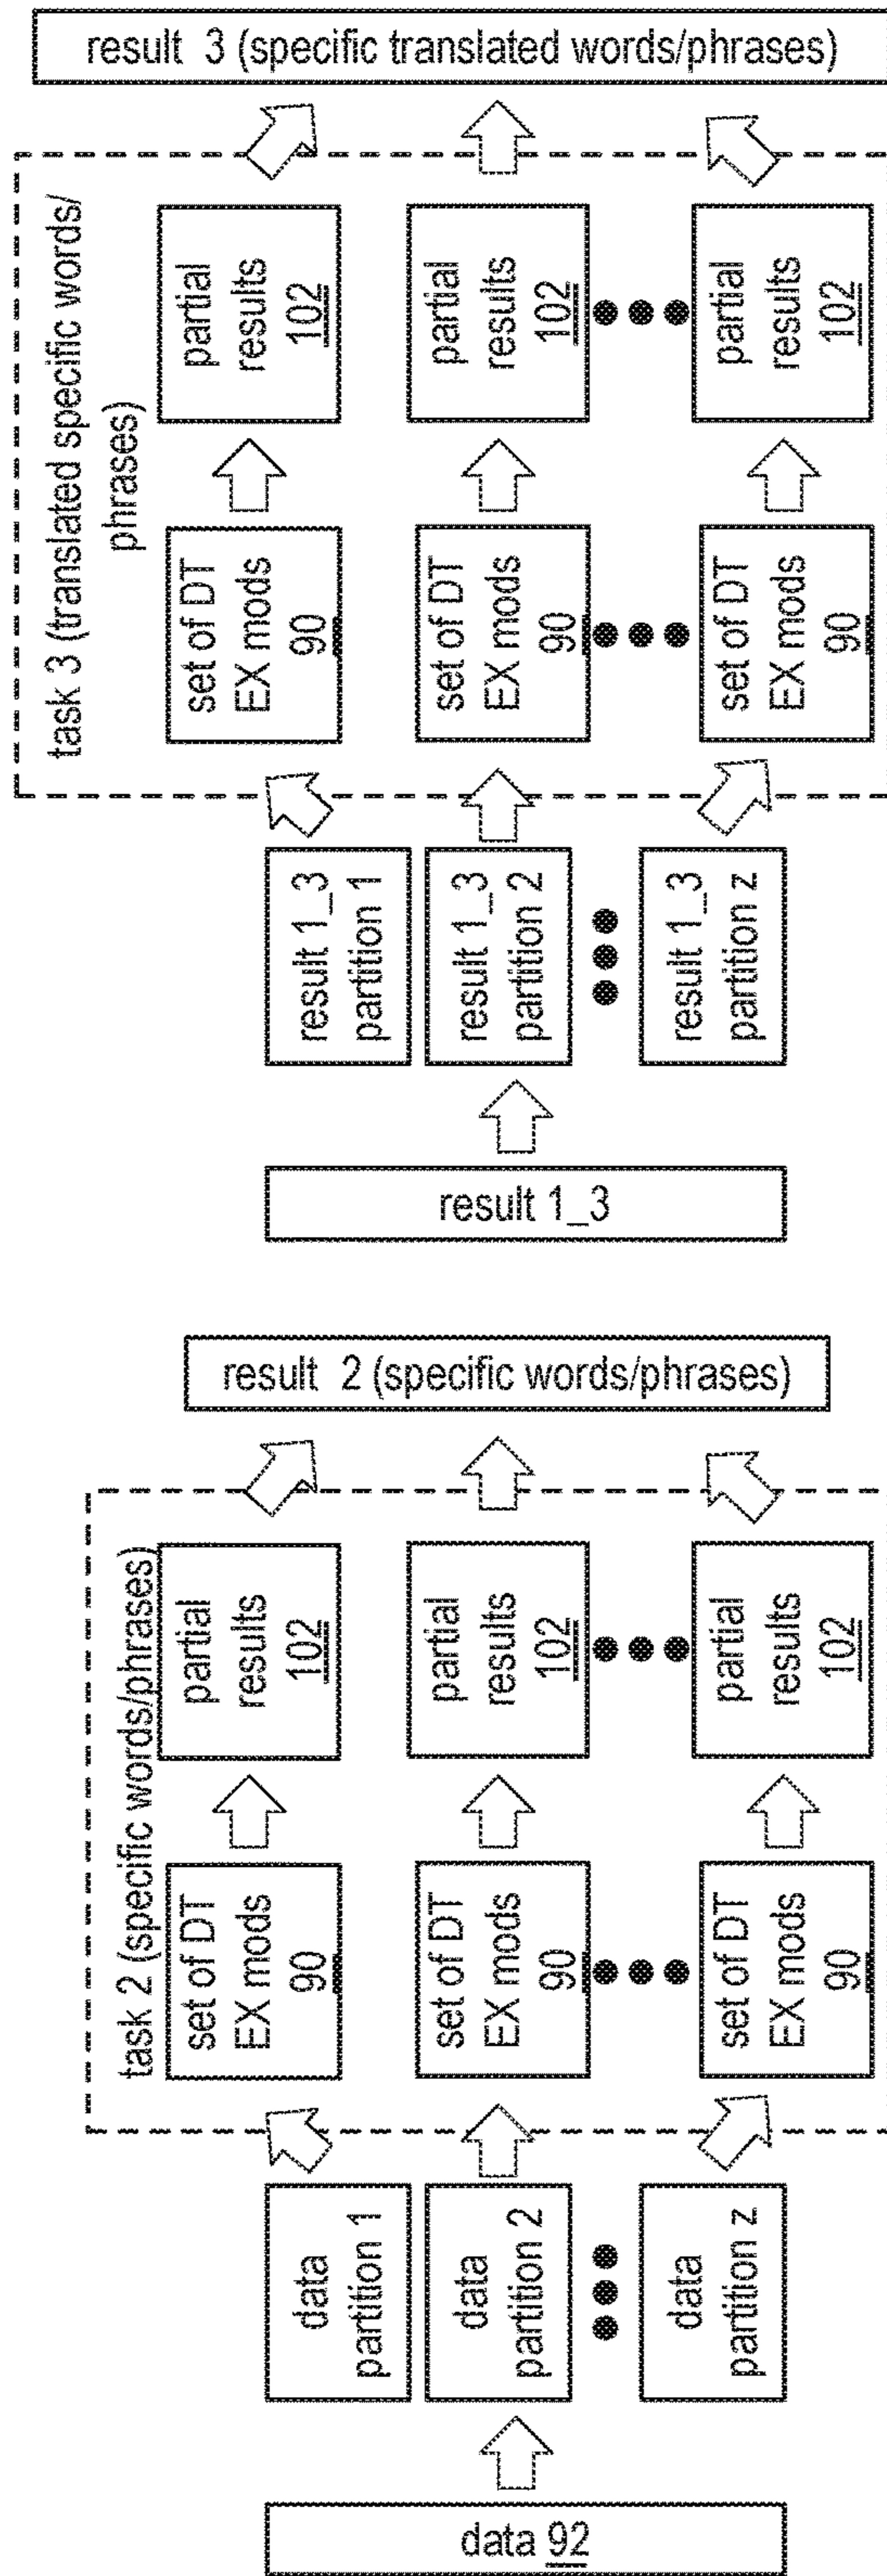 task 2 (specific words/phrases)
data 92
data
partition 1
data
partition 2
data
partition z
set of DT
EX mods
90
set of DT
EX mods
90
set of DT
EX mods
90
partial
results
102
partial
results
102
partial
results
102
result 2 (specific words/phrases)
task 3 (translated specific words/
phrases)
result 1_3
result 1_3
partition 1
result 1_3
partition 2
result 1_3
partition z
set of DT
EX mods
90
set of DT
EX mods
90
set of DT
EX mods
90
partial
results
102
partial
results
102
partial
results
102
result 3 (specific translated words/phrases)